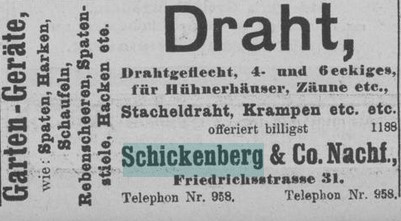 Garten-Geräte,
wie: Spaten, Harken,
Schaufeln,
Rebenscheeren, Spaten-
stiele, Hacken etc.
Draht,
Drahtgeflecht, 4- und 6eckiges,
für Hühnerhäuser, Zäune etc.,
Stacheldraht, Krampen etc. etc.
offeriert billigst 1188
Schickenberg & Co. Nachf.,
Friedrichsstrasse 31.
Telephon Nr. 958. Telephon Nr. 958.